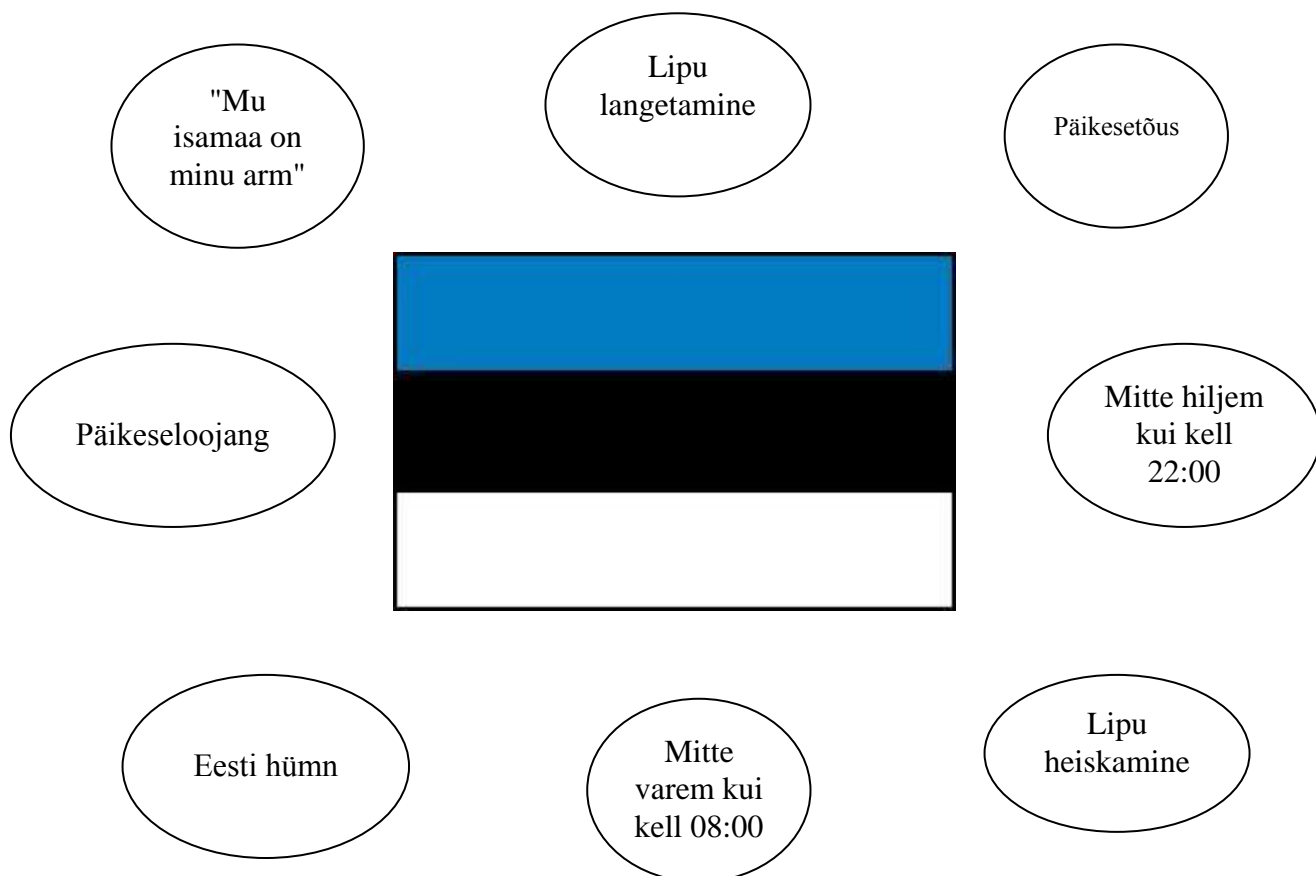 "Mu
isamaa on
minu arm"
Lipu
langetamine
Päikesetõus
Päikeseloojang
Mitte hiljem
kui kell
22:00
Eesti hümn
Mitte
varem kui
kell 08:00
Lipu
heiskamine